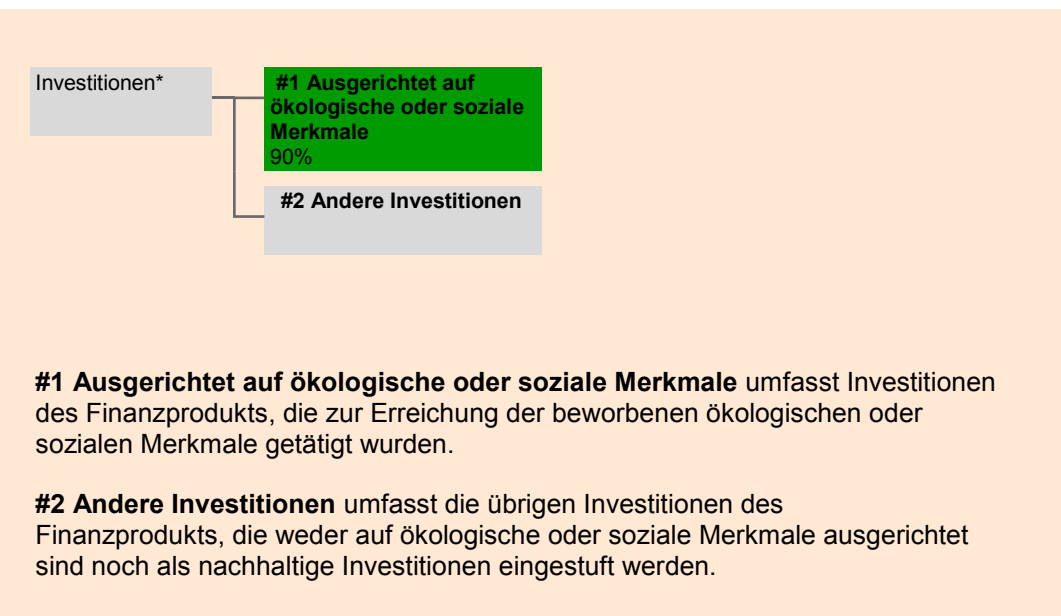 Investitionen*
#1 Ausgerichtet auf
ökologische oder soziale
Merkmale
90%
#2 Andere Investitionen
#1 Ausgerichtet auf ökologische oder soziale Merkmale umfasst Investitionen
des Finanzprodukts, die zur Erreichung der beworbenen ökologischen oder
sozialen Merkmale getätigt wurden.
#2 Andere Investitionen umfasst die übrigen Investitionen des
Finanzprodukts, die weder auf ökologische oder soziale Merkmale ausgerichtet
sind noch als nachhaltige Investitionen eingestuft werden.